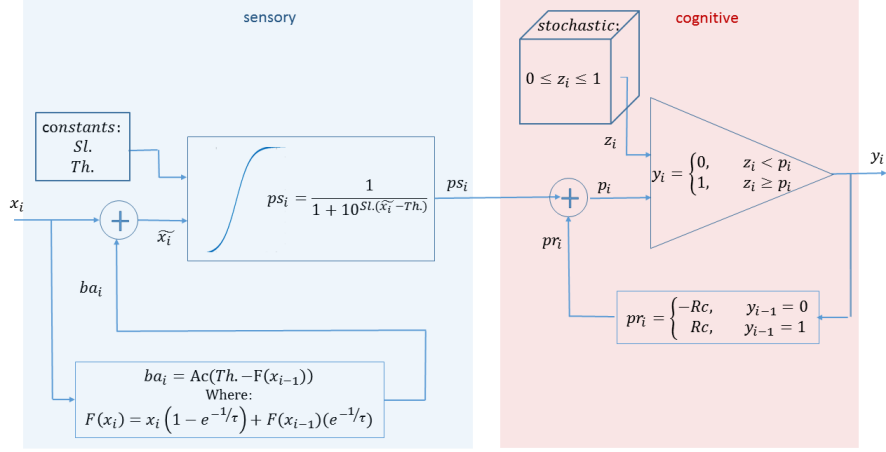 sensory
cognitive
stochastic:
0 ≤ z_i ≤ 1
constants:
Sl.
Th.
z_i
y_i = {0, z_i < p_i
1, z_i ≥ p_i
y_i
ps_i = 1 / (1 + 10^{Sl.(x̃_i −Th.)})
ps_i
p_i
x_i
x̃_i
pr_i
ba_i
pr_i = {−Rc, y_{i−1} = 0
Rc, y_{i−1} = 1
ba_i = Ac(Th. −F(x_{i−1}))
Where:
F(x_i) = x_i (1 − e^{−1/τ}) + F(x_{i−1})(e^{−1/τ})